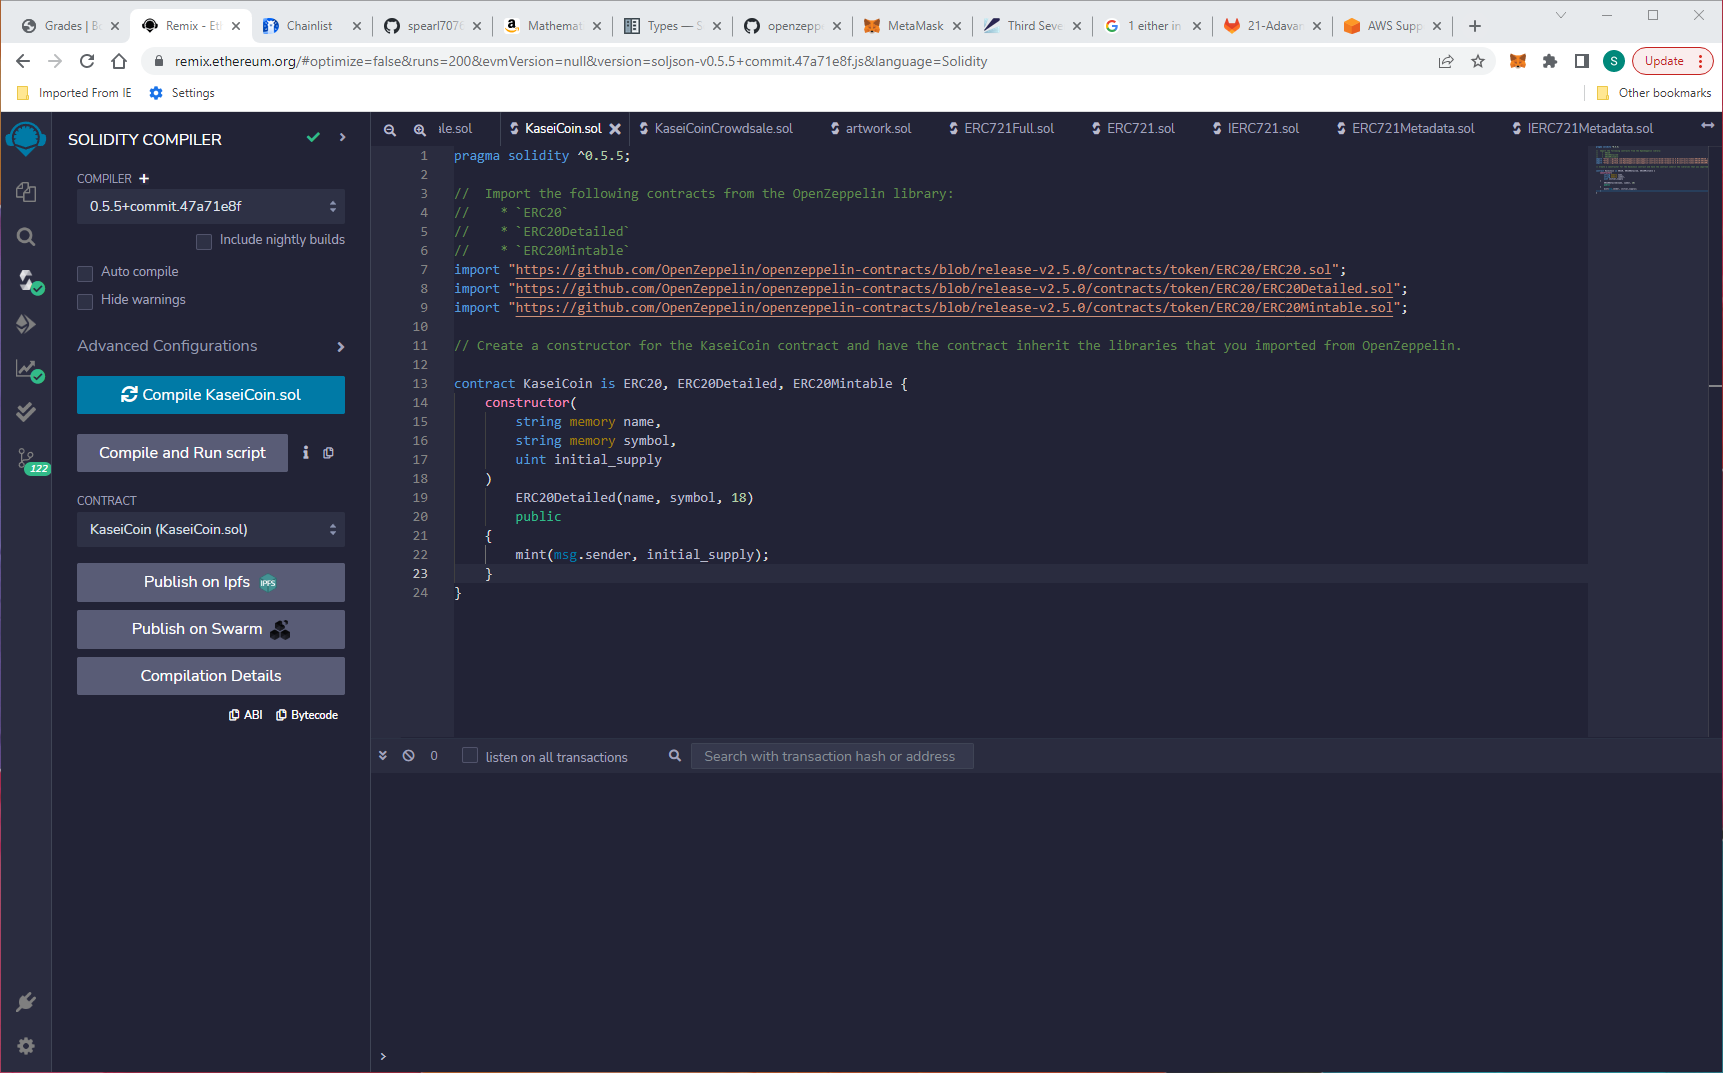 Grades | Bo
Remix - Eth
Chainlist
spearl7076
Mathemat
Types — S
openzepp
MetaMask
Third Seve
1 either in
21-Adavan
AWS Supp
remix.ethereum.org/#optimize=false&runs=200&evmVersion=null&version=soljson-v0.5.5+commit.47a71e8f.js&language=Solidity
S
Update
Imported From IE
Settings
Other bookmarks
SOLIDITY COMPILER
ale.sol
KaseiCoin.sol
KaseiCoinCrowdsale.sol
artwork.sol
ERC721Full.sol
ERC721.sol
IERC721.sol
ERC721Metadata.sol
IERC721Metadata.sol
COMPILER +
0.5.5+commit.47a71e8f
Include nightly builds
Auto compile
Hide warnings
Advanced Configurations
Compile KaseiCoin.sol
Compile and Run script
122
CONTRACT
KaseiCoin (KaseiCoin.sol)
Publish on Ipfs IPFS
Publish on Swarm
Compilation Details
ABI Bytecode
1 pragma solidity ^0.5.5;
2
3 //  Import the following contracts from the OpenZeppelin library:
4 //    * `ERC20`
5 //    * `ERC20Detailed`
6 //    * `ERC20Mintable`
7 import "https://github.com/OpenZeppelin/openzeppelin-contracts/blob/release-v2.5.0/contracts/token/ERC20/ERC20.sol";
8 import "https://github.com/OpenZeppelin/openzeppelin-contracts/blob/release-v2.5.0/contracts/token/ERC20/ERC20Detailed.sol";
9 import "https://github.com/OpenZeppelin/openzeppelin-contracts/blob/release-v2.5.0/contracts/token/ERC20/ERC20Mintable.sol";
10
11 // Create a constructor for the KaseiCoin contract and have the contract inherit the libraries that you imported from OpenZeppelin.
12
13 contract KaseiCoin is ERC20, ERC20Detailed, ERC20Mintable {
14     constructor(
15         string memory name,
16         string memory symbol,
17         uint initial_supply
18     )
19         ERC20Detailed(name, symbol, 18)
20         public
21     {
22         mint(msg.sender, initial_supply);
23     }
24 }
0
listen on all transactions
Search with transaction hash or address
>